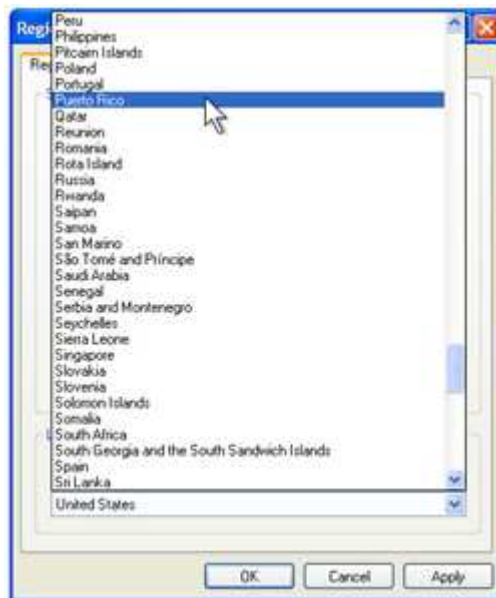 Regi
Peru
Philippines
Pitcairn Islands
Poland
Portugal
Puerto Rico
Qatar
Reunion
Romania
Rota Island
Russia
Rwanda
Saipan
Samoa
San Marino
São Tomé and Príncipe
Saudi Arabia
Senegal
Serbia and Montenegro
Seychelles
Sierra Leone
Singapore
Slovakia
Slovenia
Solomon Islands
Somalia
South Africa
South Georgia and the South Sandwich Islands
Spain
Sri Lanka
United States
OK Cancel Apply